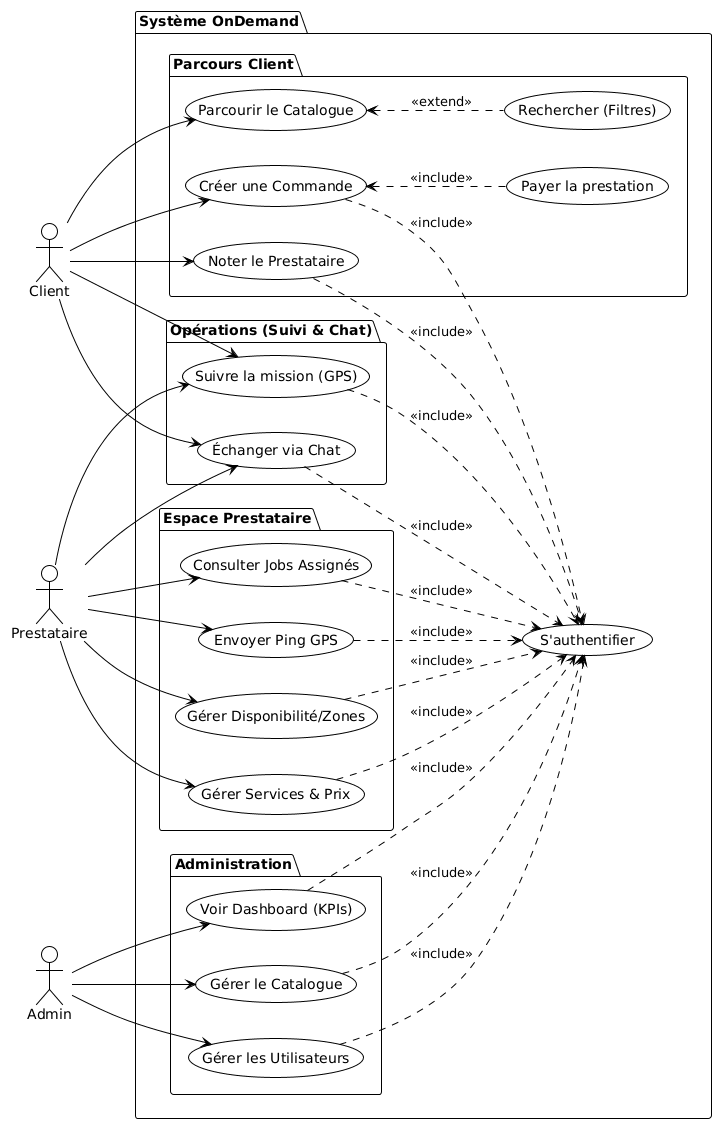 Système OnDemand
Parcours Client
Parcourir le Catalogue
«extend»
Rechercher (Filtres)
Créer une Commande
«include»
Payer la prestation
«include»
Noter le Prestataire
Client
«include»
Opérations (Suivi & Chat)
Suivre la mission (GPS)
«include»
Échanger via Chat
«include»
Espace Prestataire
Consulter Jobs Assignés
«include»
Prestataire
Envoyer Ping GPS
«include»
S'authentifier
«include»
Gérer Disponibilité/Zones
«include»
«include»
Gérer Services & Prix
Administration
«include»
Voir Dashboard (KPIs)
«include»
Gérer le Catalogue
Admin
Gérer les Utilisateurs